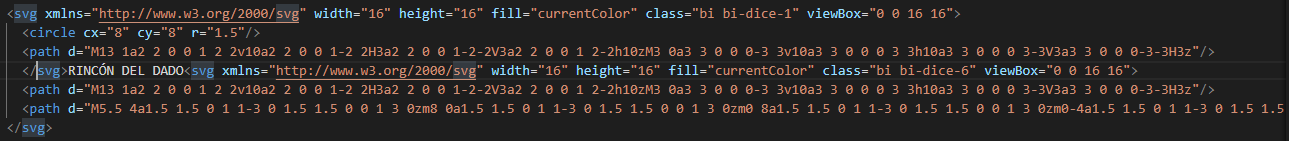 <svg xmlns="http://www.w3.org/2000/svg" width="16" height="16" fill="currentColor" class="bi bi-dice-1" viewBox="0 0 16 16">
<circle cx="8" cy="8" r="1.5"/>
<path d="M13 1a2 2 0 0 1 2 2v10a2 2 0 0 1-2 2H3a2 2 0 0 1-2-2V3a2 2 0 0 1 2-2h10zM3 0a3 3 0 0 0-3 3v10a3 3 0 0 0 3 3h10a3 3 0 0 0 3-3V3a3 3 0 0 0-3-3H3z"/>
</svg>RINCÓN DEL DADO<svg xmlns="http://www.w3.org/2000/svg" width="16" height="16" fill="currentColor" class="bi bi-dice-6" viewBox="0 0 16 16">
<path d="M13 1a2 2 0 0 1 2 2v10a2 2 0 0 1-2 2H3a2 2 0 0 1-2-2V3a2 2 0 0 1 2-2h10zM3 0a3 3 0 0 0-3 3v10a3 3 0 0 0 3 3h10a3 3 0 0 0 3-3V3a3 3 0 0 0-3-3H3z"/>
<path d="M5.5 4a1.5 1.5 0 1 1-3 0 1.5 1.5 0 0 1 3 0zm8 0a1.5 1.5 0 1 1-3 0 1.5 1.5 0 0 1 3 0zm0 8a1.5 1.5 0 1 1-3 0 1.5 1.5 0 0 1 3 0zm0-4a1.5 1.5 0 1 1-3 0 1.5 1.5
</svg>